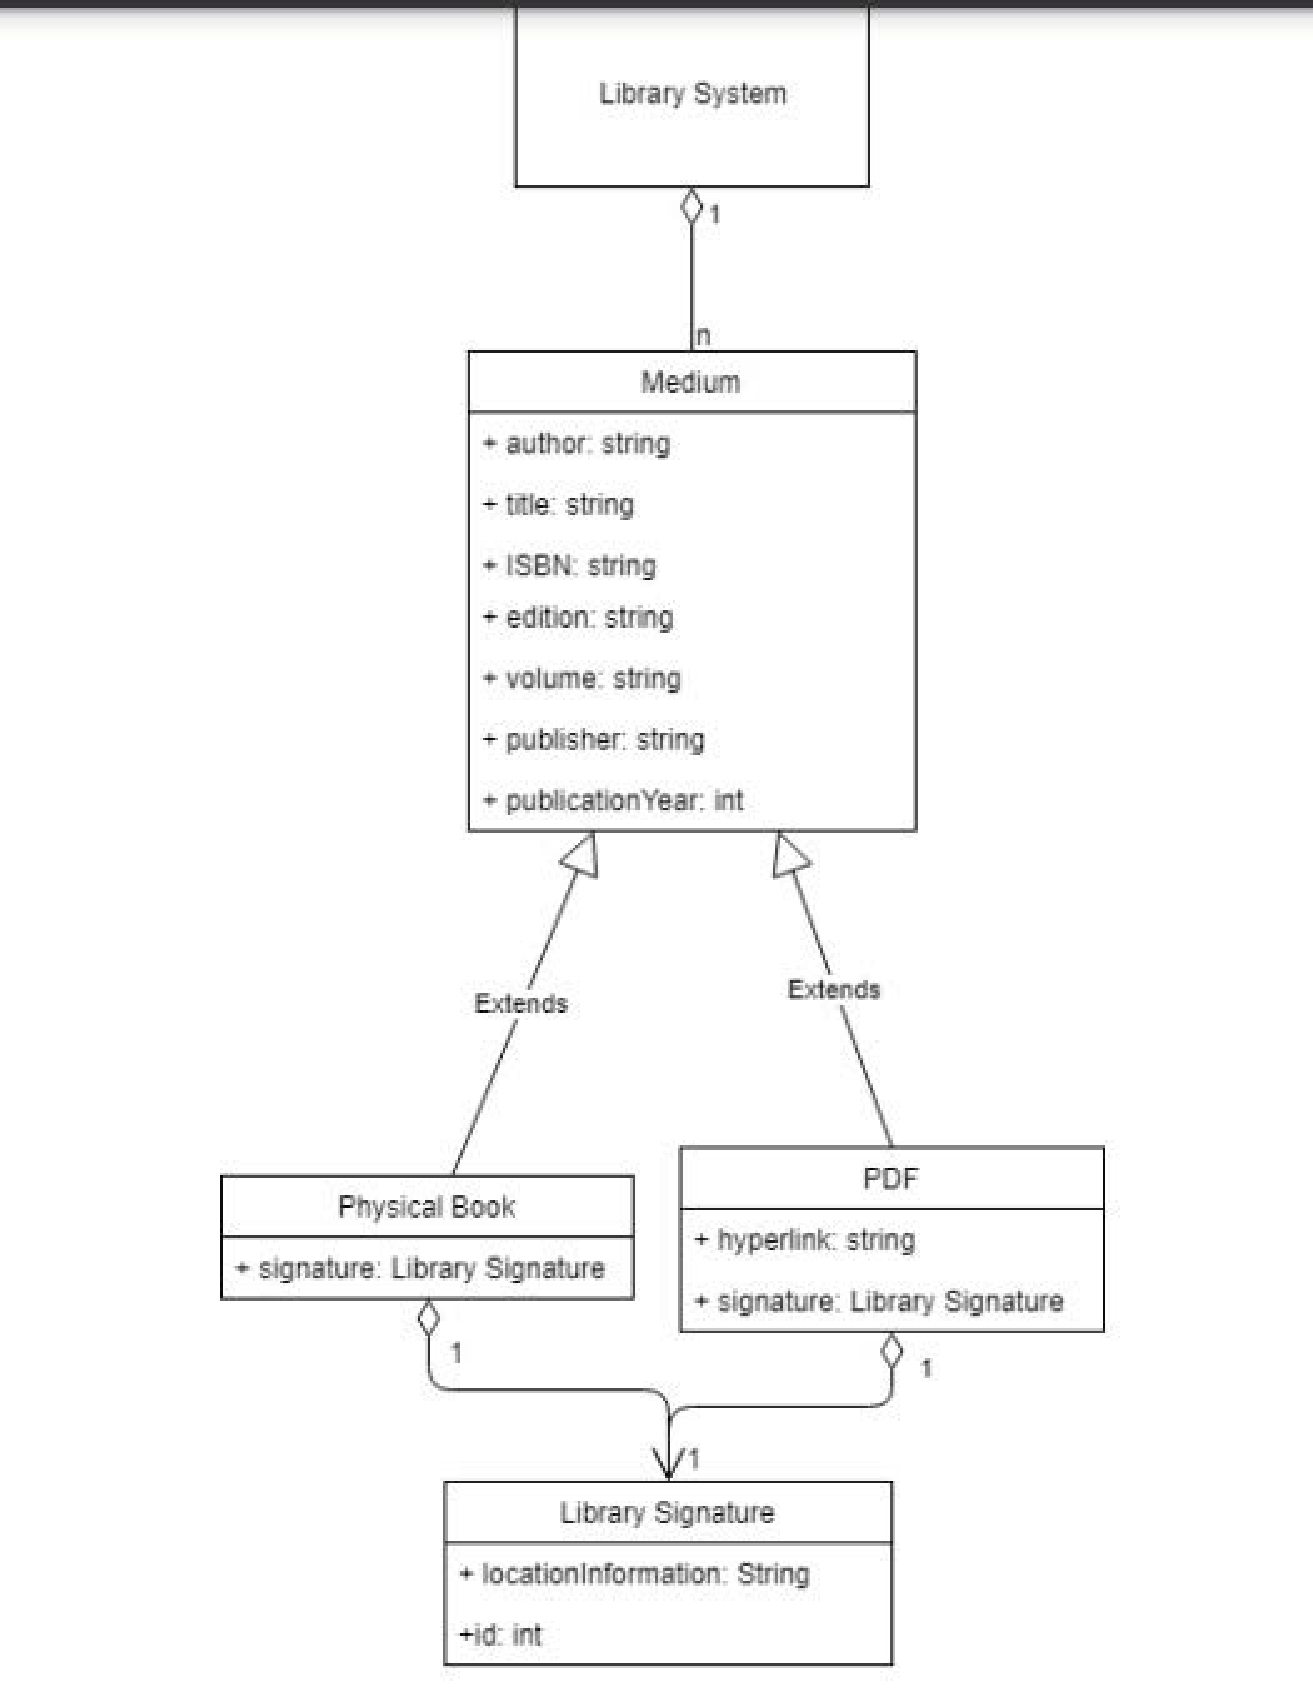 Library System
1
n
Medium
+ author: string
+ title: string
+ ISBN: string
+ edition: string
+ volume: string
+ publisher: string
+ publicationYear: int
Extends
Extends
Physical Book
+ signature: Library Signature
PDF
+ hyperlink: string
+ signature: Library Signature
1
1
1
Library Signature
+ locationInformation: String
+id: int